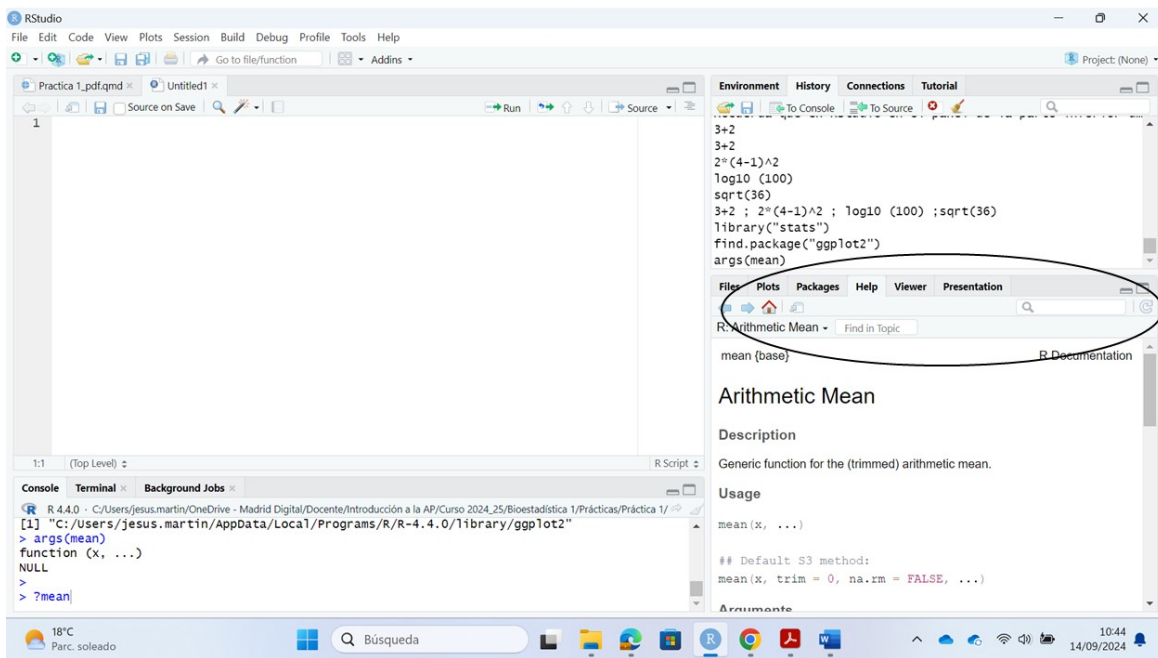 RStudio
File Edit Code View Plots Session Build Debug Profile Tools Help
Go to file/function
Addins
Project: (None)
Practica 1_pdf.qmd
Untitled1
Source on Save
Run
Source
1
1:1
(Top Level)
R Script
Console Terminal Background Jobs
R 4.4.0 · C:/Users/jesus.martin/OneDrive - Madrid Digital/Docente/Introducción a la AP/Curso 2024_25/Bioestadística 1/Prácticas/Práctica 1/
[1] "C:/Users/jesus.martin/AppData/Local/Programs/R/R-4.4.0/library/ggplot2"
> args(mean)
function (x, ...)
NULL
>
> ?mean
Environment History Connections Tutorial
To Console
To Source
3+2
3+2
2*(4-1)^2
log10 (100)
sqrt(36)
3+2 ; 2*(4-1)^2 ; log10 (100) ;sqrt(36)
library("stats")
find.package("ggplot2")
args(mean)
Files Plots Packages Help Viewer Presentation
R: Arithmetic Mean
Find in Topic
mean {base}
R Documentation
Arithmetic Mean
Description
Generic function for the (trimmed) arithmetic mean.
Usage
mean(x, ...)
## Default S3 method:
mean(x, trim = 0, na.rm = FALSE, ...)
Arguments
18°C
Parc. soleado
Búsqueda
10:44
14/09/2024